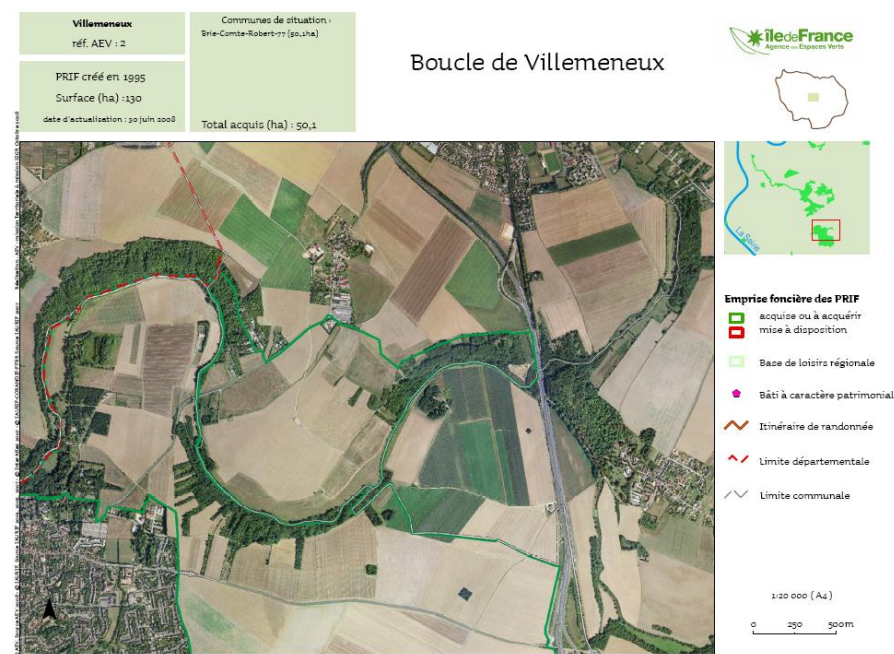 Villemeneux
réf. AEV : 2
PRIF créé en 1995
Surface (ha) :130
date d'actualisation : 30 juin 2008
Communes de situation :
Brie-Comte-Robert-77 (50,1ha)
Total acquis (ha) : 50,1
Boucle de Villemeneux
îledeFrance
Agence des Espaces Verts
La Seine
Emprise foncière des PRIF
acquise ou à acquérir
mise à disposition
Base de loisirs régionale
Bâti à caractère patrimonial
Itinéraire de randonnée
Limite départementale
Limite communale
1:20 000 ( A4 )
0 250 500m